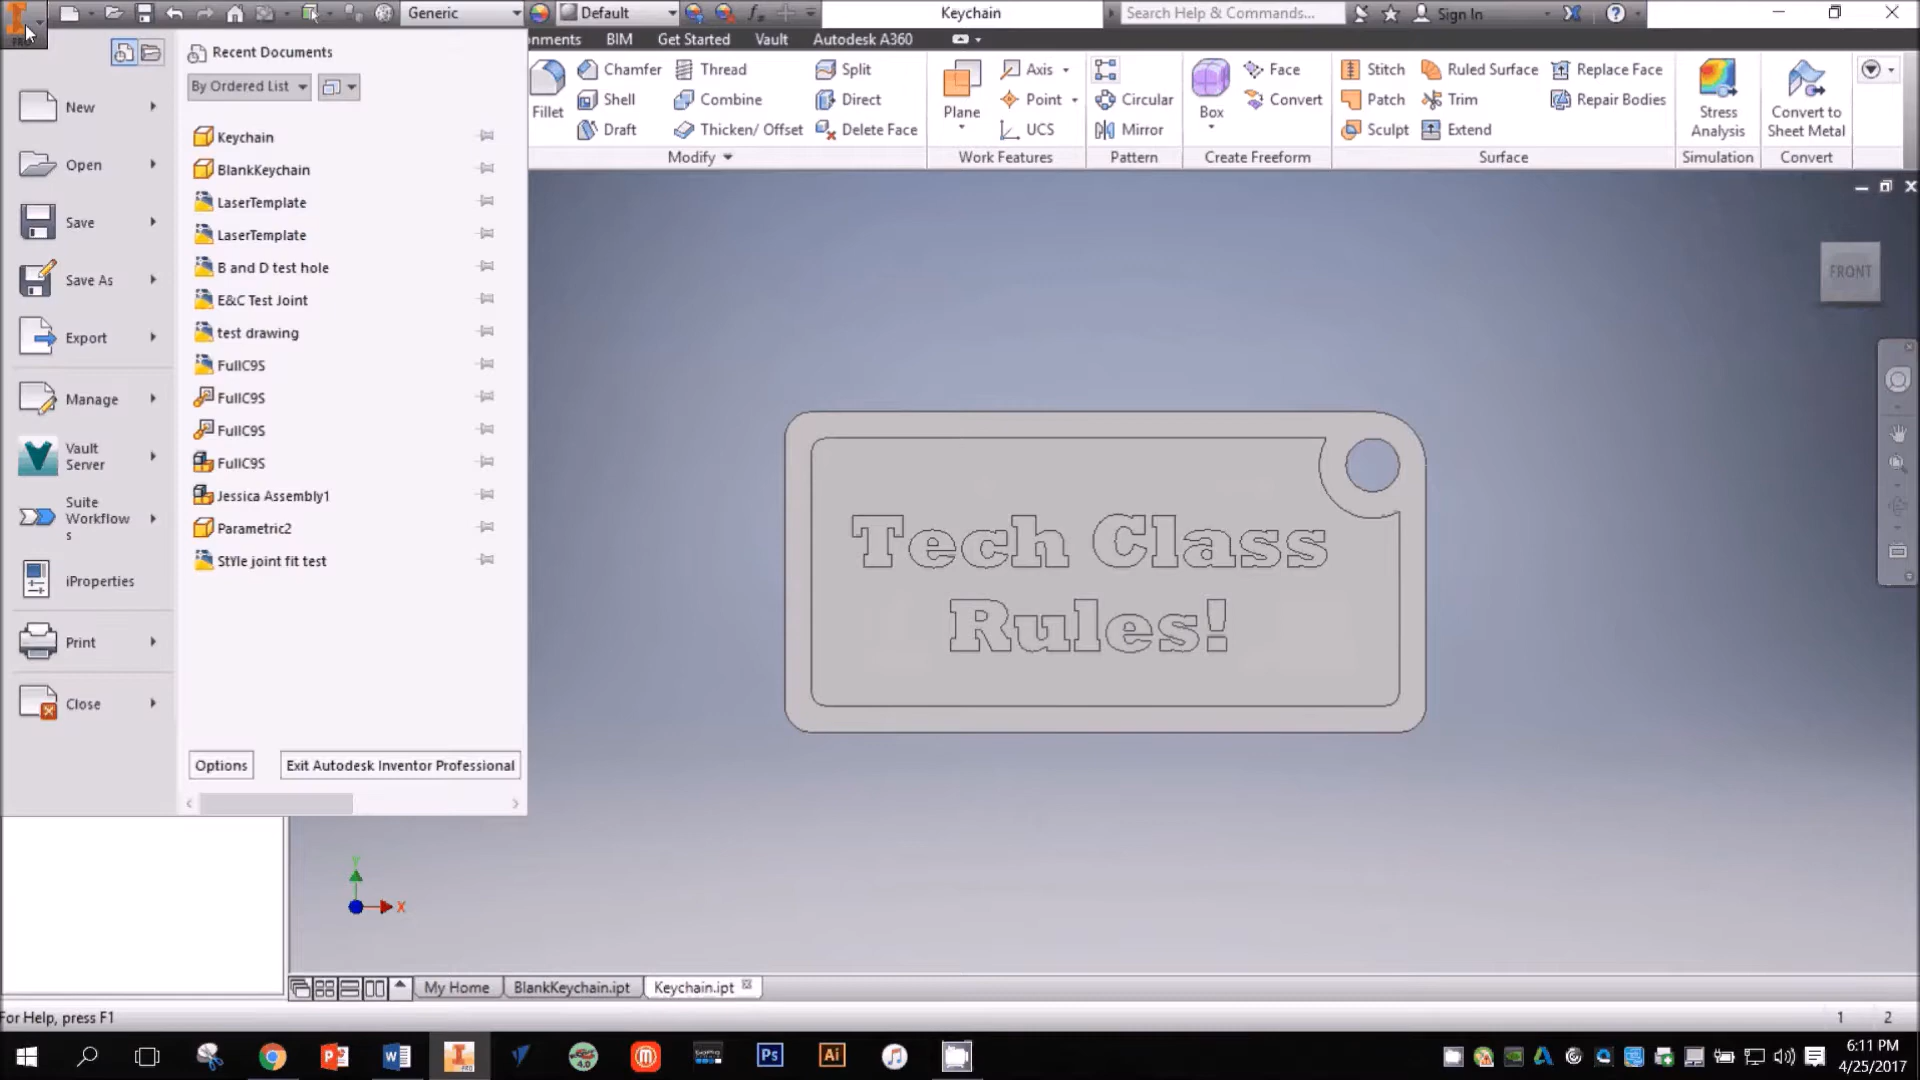 Generic
Default
Keychain
Search Help & Commands...
Sign In
onments
BIM
Get Started
Vault
Autodesk A360
Recent Documents
By Ordered List
New
Open
Save
Save As
Export
Manage
Vault
Server
Suite
Workflow
s
iProperties
Print
Close
Keychain
BlankKeychain
LaserTemplate
LaserTemplate
B and D test hole
E&C Test Joint
test drawing
FullC9S
FullC9S
FullC9S
FullC9S
Jessica Assembly1
Parametric2
StYle joint fit test
Options
Exit Autodesk Inventor Professional
Fillet
Chamfer
Shell
Draft
Thread
Combine
Thicken/ Offset
Split
Direct
Delete Face
Modify
Plane
Axis
Point
UCS
Work Features
Circular
Mirror
Pattern
Box
Face
Convert
Create Freeform
Stitch
Patch
Sculpt
Ruled Surface
Trim
Extend
Replace Face
Repair Bodies
Surface
Stress
Analysis
Simulation
Convert to
Sheet Metal
Convert
FRONT
Tech Class
Rules!
Y
X
My Home
BlankKeychain.ipt
Keychain.ipt
For Help, press F1
1
2
6:11 PM
4/25/2017